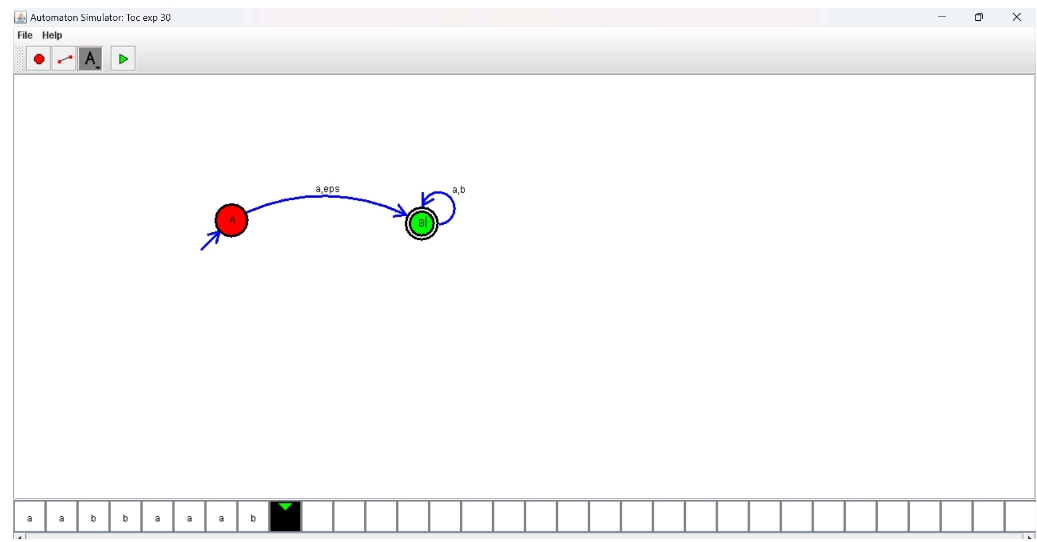 Automaton Simulator: Toc exp 30
File Help
A
a,eps
a,b
A
B
a a b b a a a b